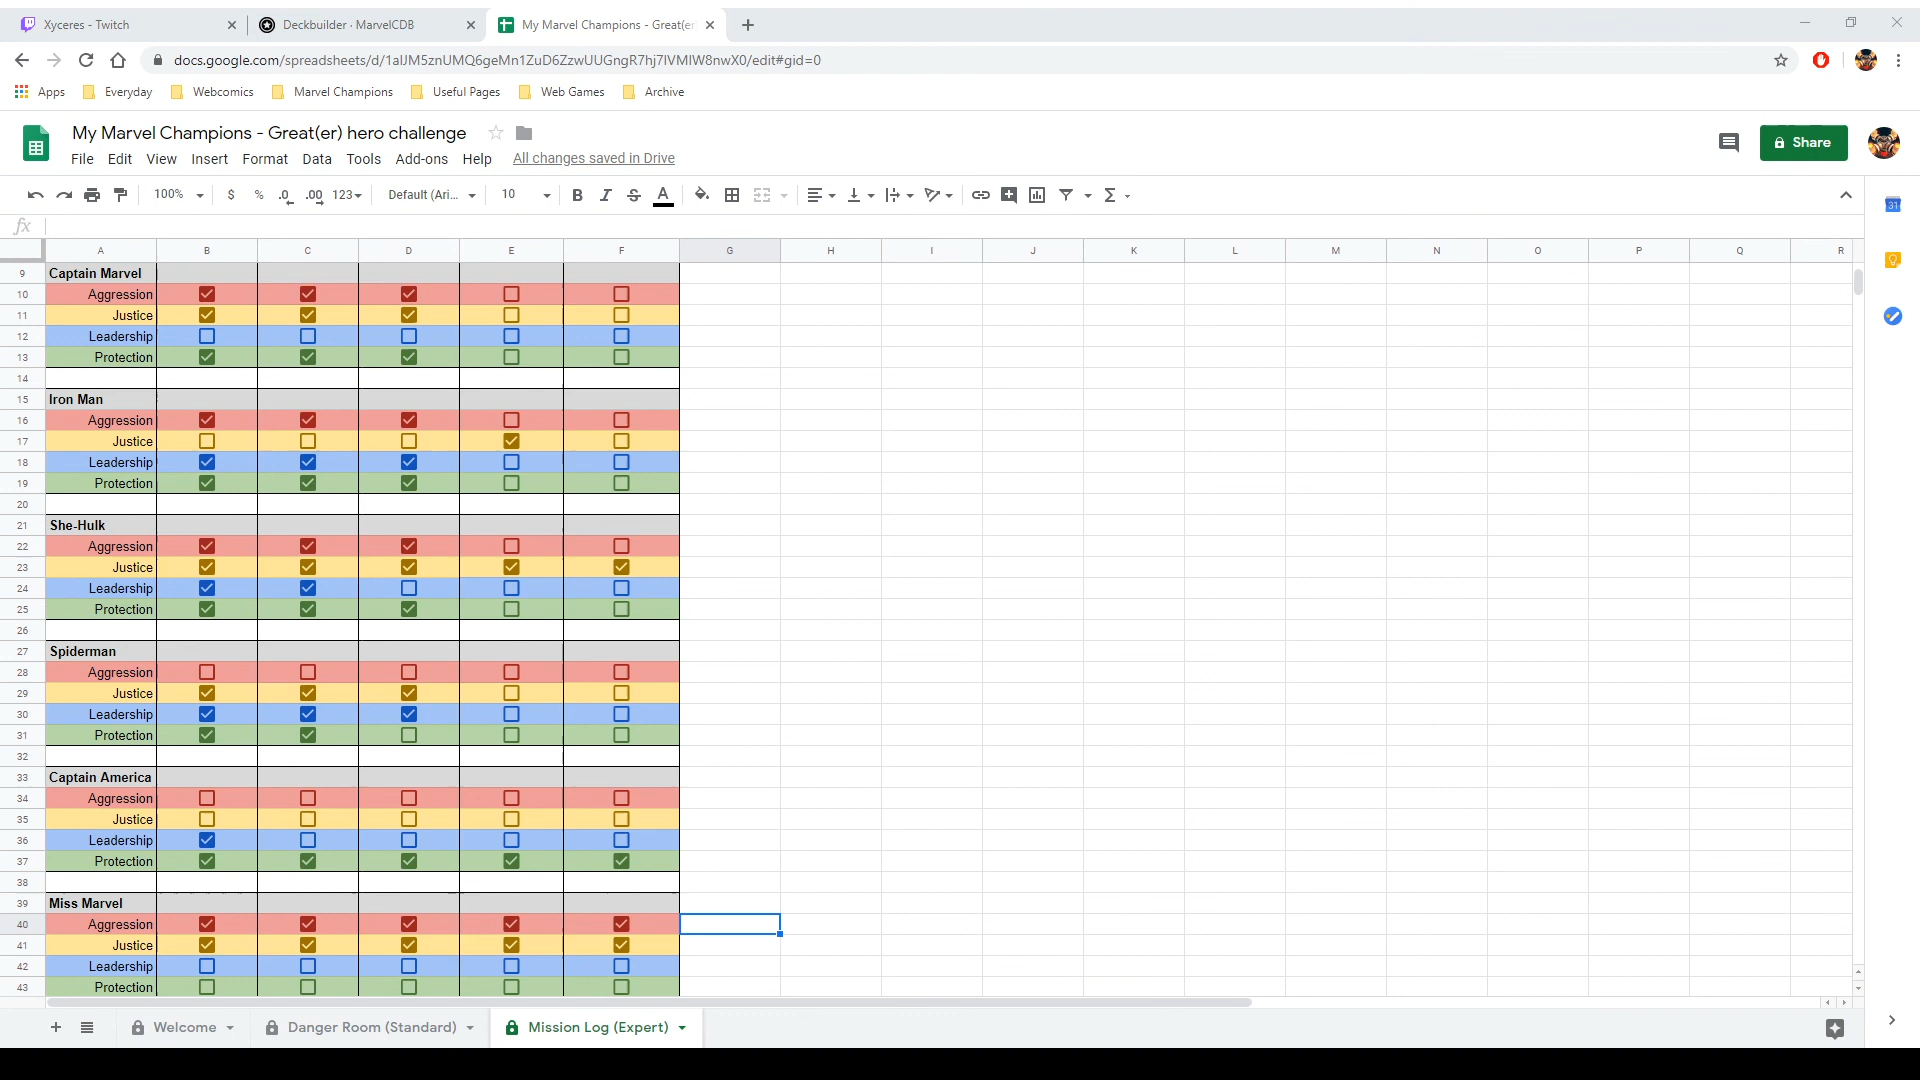 Xyceres - Twitch
Deckbuilder · MarvelCDB
My Marvel Champions - Great(er
docs.google.com/spreadsheets/d/1alJM5znUMQ6geMn1ZuD6ZzwUUGngR7hj7IVMIW8nwX0/edit#gid=0
Apps Everyday Webcomics Marvel Champions Useful Pages Web Games Archive
My Marvel Champions - Great(er) hero challenge
File Edit View Insert Format Data Tools Add-ons Help All changes saved in Drive
Share
100% $ % .0 .00 123 Default (Ari... 10 B I S A Σ
31
fx
A B C D E F G H I J K L M N O P Q R
9 Captain Marvel
10 Aggression
11 Justice
12 Leadership
13 Protection
14
15 Iron Man
16 Aggression
17 Justice
18 Leadership
19 Protection
20
21 She-Hulk
22 Aggression
23 Justice
24 Leadership
25 Protection
26
27 Spiderman
28 Aggression
29 Justice
30 Leadership
31 Protection
32
33 Captain America
34 Aggression
35 Justice
36 Leadership
37 Protection
38
39 Miss Marvel
40 Aggression
41 Justice
42 Leadership
43 Protection
Welcome Danger Room (Standard) Mission Log (Expert)